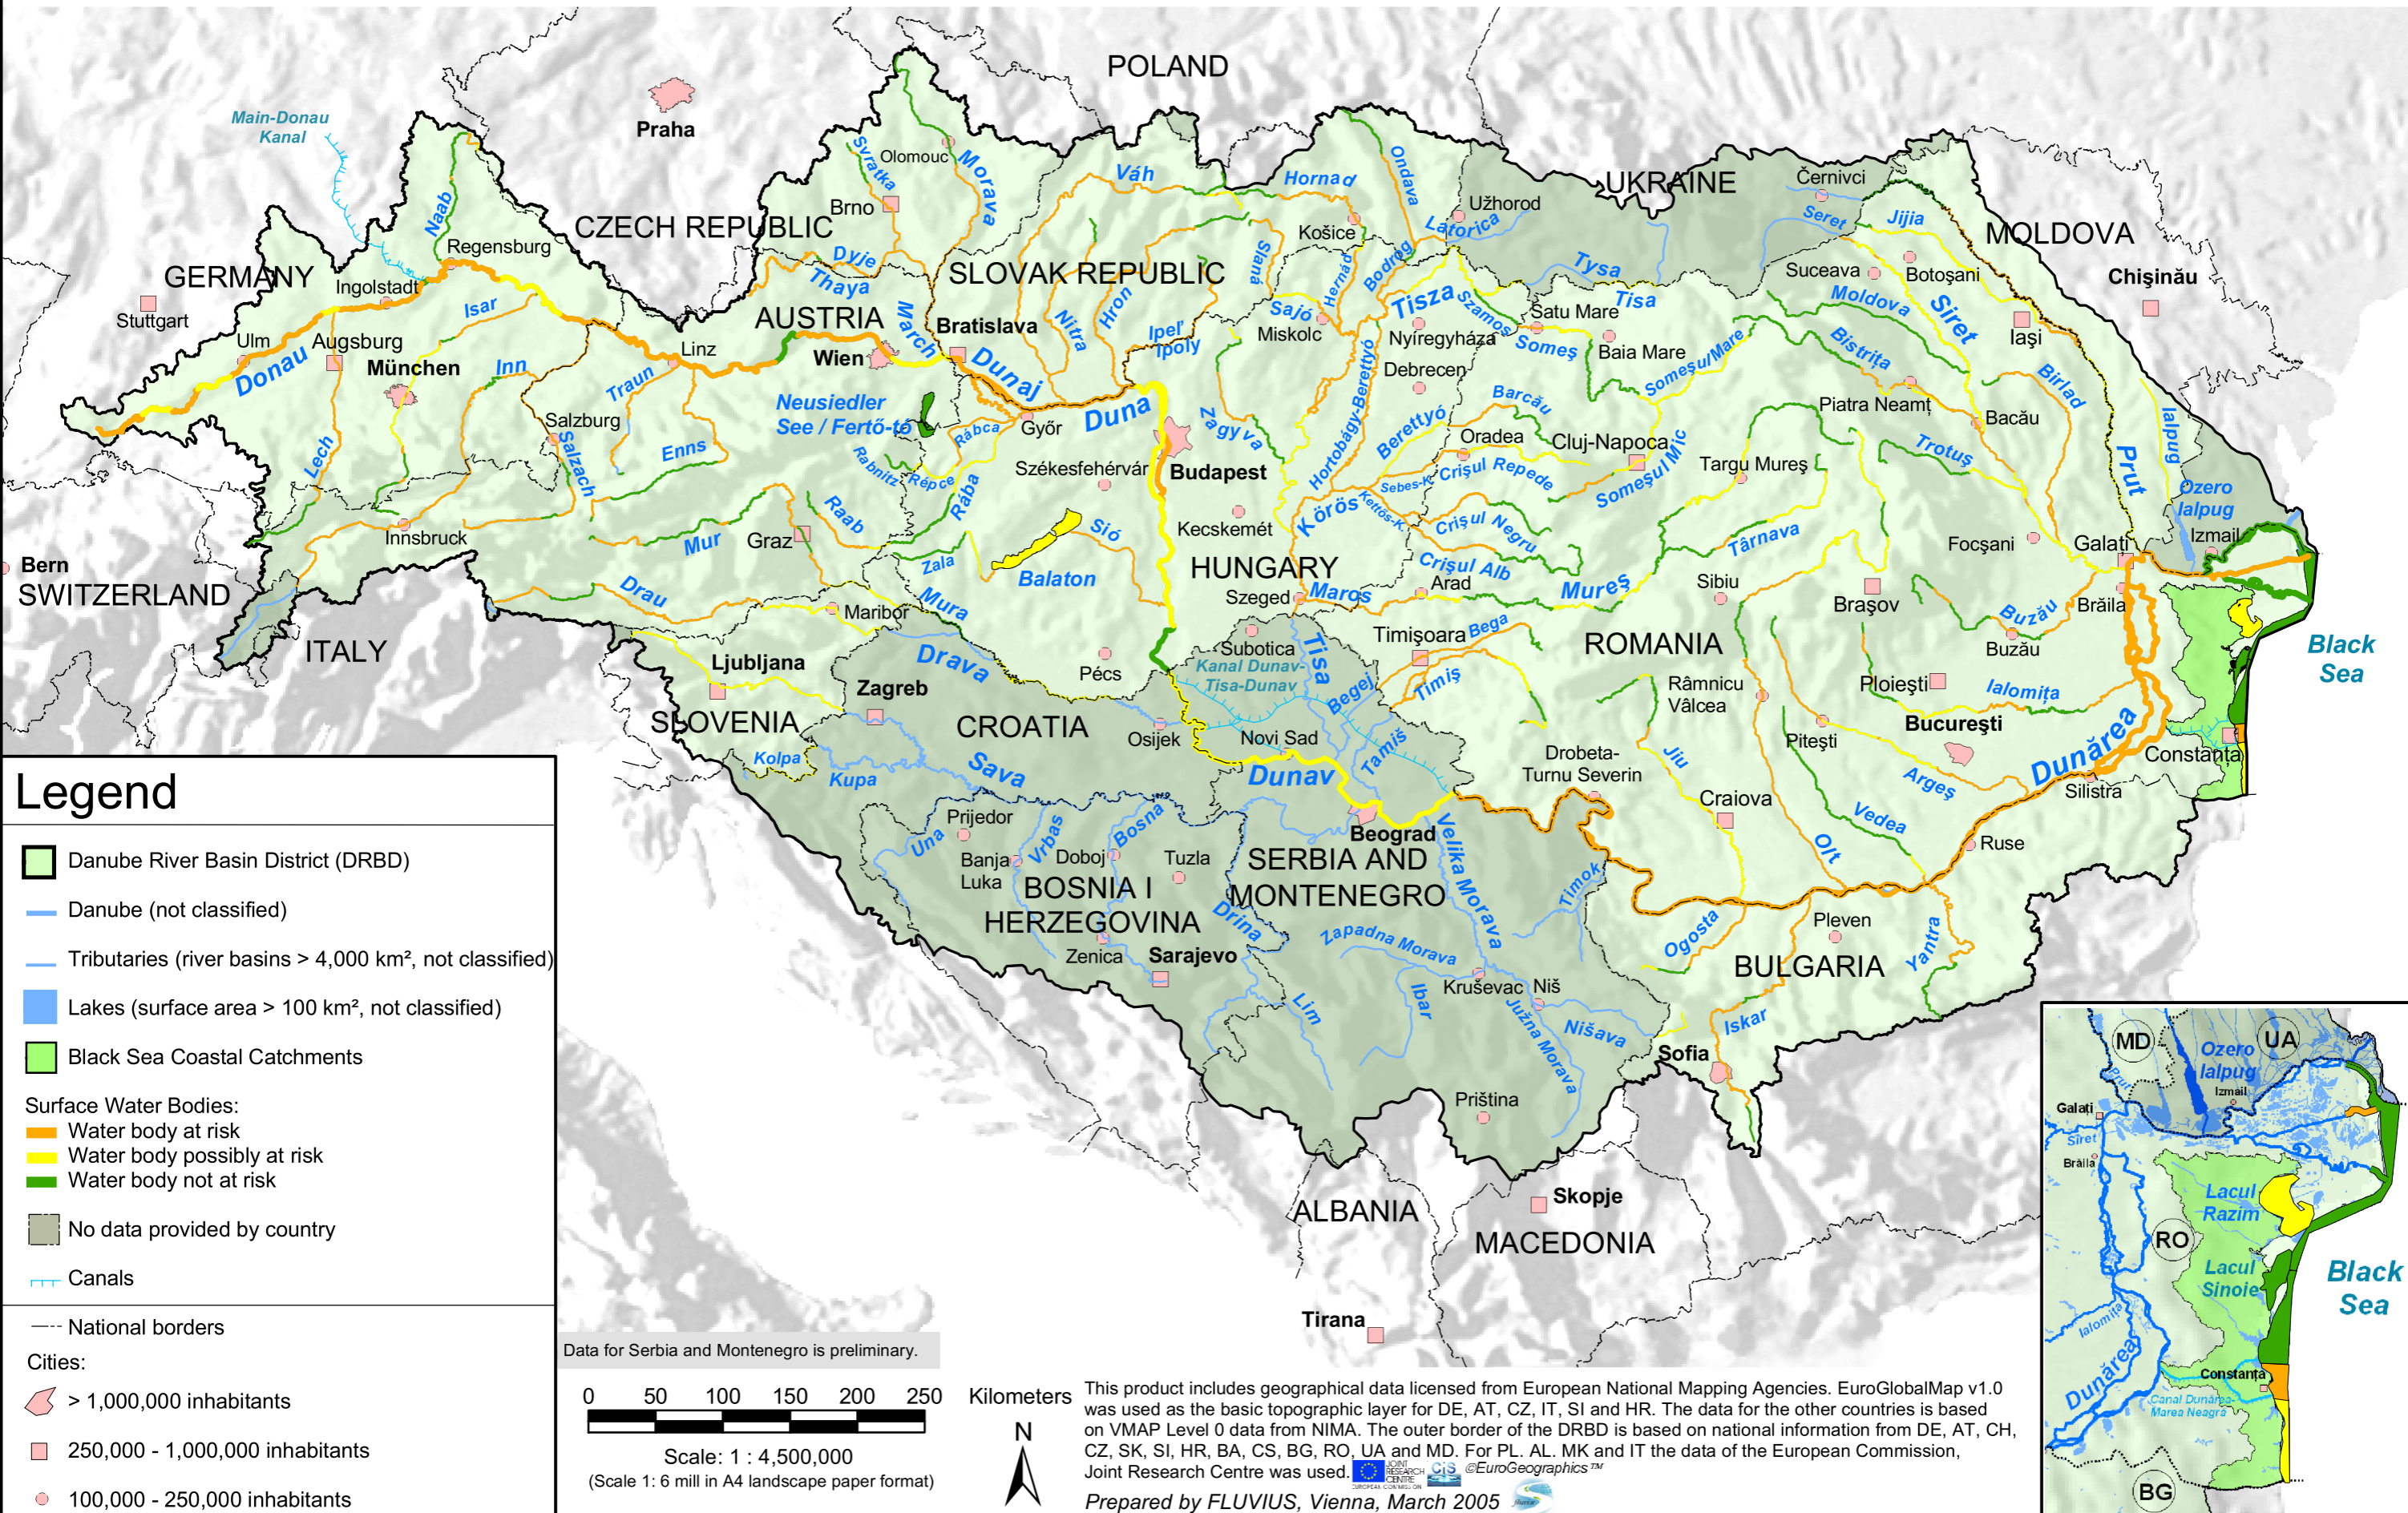 POLAND
Main-Donau
Kanal
Praha
Olomouc
Svratka
Morava
Váh
Hornad
Ondava
Užhorod
Latorica
UKRAINE
Černivci
Seret
Jijia
MOLDOVA
Chişinău
Naab
Regensburg
CZECH REPUBLIC
Brno
Dyje
Thaya
SLOVAK REPUBLIC
Slaná
Košice
Hernád
Bodrog
Tysa
Tisa
Suceava
Botoşani
Moldova
Siret
Iaşi
GERMANY
Stuttgart
Ingolstadt
Isar
Ulm
Augsburg
München
Donau
Lech
Inn
Linz
Traun
Salzburg
Salzach
Enns
AUSTRIA
Wien
March
Bratislava
Dunaj
Nitra
Hron
Ipeľ
Ipoly
Sajó
Miskolc
Tisza
Szamos
Nyíregyháza
Satu Mare
Someş
Baia Mare
Debrecen
Someşul Mare
Bistriţa
Piatra Neamţ
Bacău
Birlad
Ialpug
Prut
Neusiedler
See / Fertő-tó
Rábca
Győr
Duna
Zagyva
Budapest
Székesfehérvár
Rabnitz
Répce
Rába
Hortobágy-Berettyó
Berettyó
Barcău
Oradea
Cluj-Napoca
Sebes-K.
Crişul Repede
Someşul Mic
Targu Mureş
Trotuş
Ozero
Ialpug
Izmail
Innsbruck
Mur
Graz
Raab
Sió
Kecskemét
Körös
Kettös-K.
Crişul Negru
Târnava
Focşani
Galati
Bern
SWITZERLAND
ITALY
Drau
Maribor
Zala
Mura
Balaton
HUNGARY
Szeged
Maros
Crişul Alb
Arad
Mureş
Sibiu
Braşov
Buzău
Brăila
Buzău
Black
Sea
Ljubljana
SLOVENIA
Zagreb
Drava
Pécs
Subotica
Kanal Dunav-
Tisa-Dunav
Tisa
Timişoara
Bega
Begej
Timiş
ROMANIA
Râmnicu
Vâlcea
Ploieşti
Ialomiţa
Bucureşti
Piteşti
Kolpa
Kupa
CROATIA
Sava
Osijek
Novi Sad
Dunav
Tamiš
Drobeta-
Turnu Severin
Jiu
Craiova
Argeş
Vedea
Olt
Dunărea
Silistra
Constanţa
Una
Prijedor
Banja
Luka
Vrbas
Doboj
Bosna
Tuzla
BOSNIA I
HERZEGOVINA
Zenica
Sarajevo
Drina
Lim
Beograd
SERBIA AND
MONTENEGRO
Velika Morava
Zapadna Morava
Ibar
Kruševac
Niš
Južna Morava
Nišava
Priština
Timok
Ogosta
Pleven
Yantra
Ruse
BULGARIA
Iskar
Sofia
ALBANIA
Skopje
MACEDONIA
Tirana
Legend
Danube River Basin District (DRBD)
Danube (not classified)
Tributaries (river basins > 4,000 km², not classified)
Lakes (surface area > 100 km², not classified)
Black Sea Coastal Catchments
Surface Water Bodies:
Water body at risk
Water body possibly at risk
Water body not at risk
No data provided by country
Canals
National borders
Cities:
> 1,000,000 inhabitants
250,000 - 1,000,000 inhabitants
100,000 - 250,000 inhabitants
Data for Serbia and Montenegro is preliminary.
0 50 100 150 200 250 Kilometers
Scale: 1 : 4,500,000
(Scale 1: 6 mill in A4 landscape paper format)
N
This product includes geographical data licensed from European National Mapping Agencies. EuroGlobalMap v1.0
was used as the basic topographic layer for DE, AT, CZ, IT, SI and HR. The data for the other countries is based
on VMAP Level 0 data from NIMA. The outer border of the DRBD is based on national information from DE, AT, CH,
CZ, SK, SI, HR, BA, CS, BG, RO, UA and MD. For PL. AL. MK and IT the data of the European Commission,
Joint Research Centre was used.
JOINT
RESEARCH
CENTRE
EUROPEAN COMMISSION
CIS
©EuroGeographics™
Prepared by FLUVIUS, Vienna, March 2005
fluvius
MD
UA
Ozero
Ialpug
Prut
Izmail
Galaţi
Siret
Brăila
Lacul
Razim
RO
Lacul
Sinoie
Black
Sea
Ialomiţa
Dunărea
Constanţa
Canal Dunărea-
Marea Neagră
BG